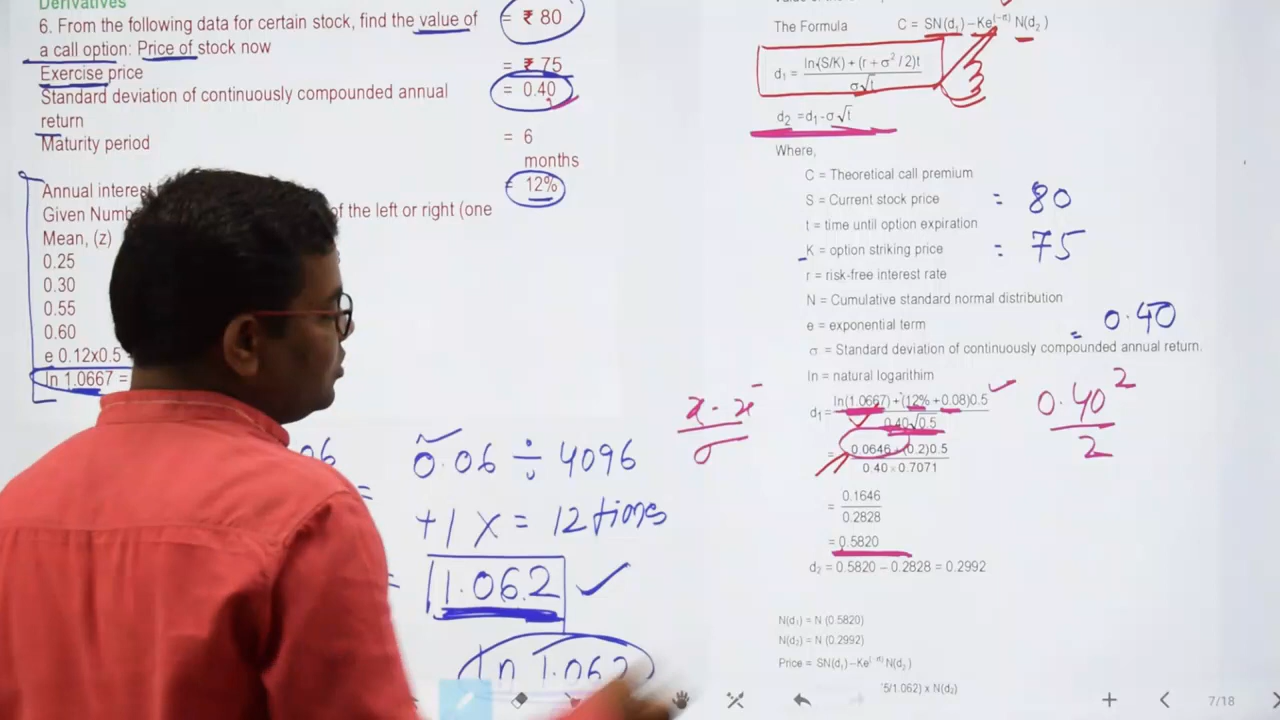 Derivatives
6. From the following data for certain stock, find the value of
a call option: Price of stock now
= ₹ 80
Exercise price
= ₹ 75
Standard deviation of continuously compounded annual
return
= 0.40
Maturity period
= 6
months
Annual interest
= 12%
Given
of the left or right (one
Mean, (z)
0.25
0.30
0.55
0.60
e 0.12x0.5
ln 1.0667 =
06
0.06 ÷ 4096
=
+1 x = 12 times
= 1.062 ✓
ln 1.062
The Formula C = SN(d₁) – Ke^(–rt) N(d₂)
d₁ = ln(S/K) + (r + σ²/2)t
σ√t
d₂ = d₁ - σ√t
Where,
C = Theoretical call premium
S = Current stock price = 80
t = time until option expiration
K = option striking price = 75
r = risk-free interest rate
N = Cumulative standard normal distribution
e = exponential term
= 0.40
σ = Standard deviation of continuously compounded annual return.
ln = natural logarithim
d₁ = ln(1.0667) + (12% + 0.08)0.5 ✓
0.40√0.5
0.40²
2
σ
= 0.0646 + (0.2)0.5
0.40 × 0.7071
= 0.1646
0.2828
= 0.5820
d₂ = 0.5820 – 0.2828 = 0.2992
N(d₁) = N (0.5820)
N(d₂) = N (0.2992)
Price = SN(d₁) – Ke^(–rt) N(d₂)
5/1.062) x N(d₂)
7/18